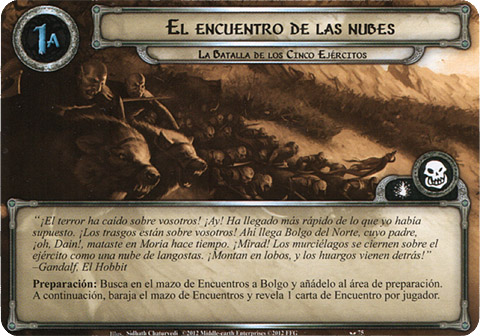 1A
El encuentro de las nubes
La Batalla de los Cinco Ejércitos
“¡El terror ha caído sobre vosotros! ¡Ay! Ha llegado más rápido de lo que yo había
supuesto. ¡Los trasgos están sobre vosotros! Ahí llega Bolgo del Norte, cuyo padre,
¡oh, Dain!, mataste en Moria hace tiempo. ¡Mirad! Los murciélagos se ciernen sobre el
ejército como una nube de langostas. ¡Montan en lobos, y los huargos vienen detrás!”
–Gandalf, El Hobbit
Preparación: Busca en el mazo de Encuentros a Bolgo y añádelo al área de preparación.
A continuación, baraja el mazo de Encuentros y revela 1 carta de Encuentro por jugador.
Illus. Sidharth Chaturvedi ©2012 Middle-earth Enterprises ©2012 FFG 75